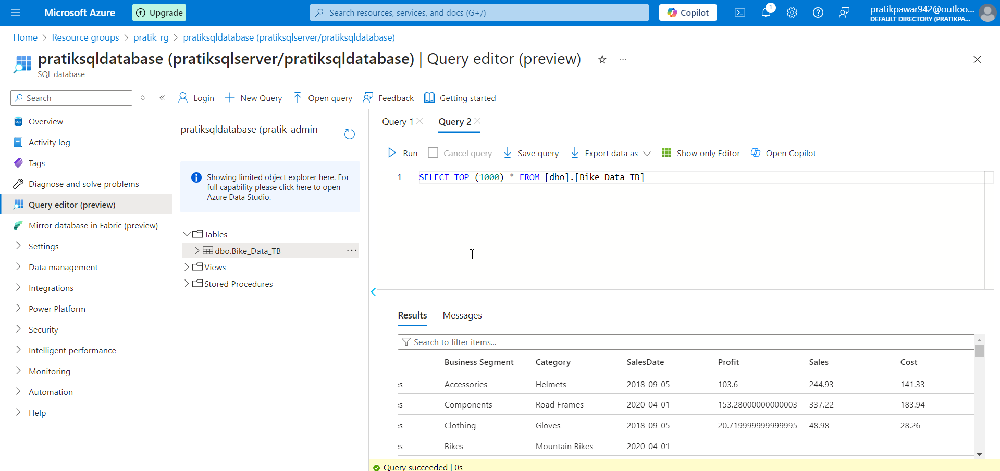 Microsoft Azure
Upgrade
Search resources, services, and docs (G+/)
Copilot
1
pratikpawar942@outloo...
DEFAULT DIRECTORY (PRATIKPA...
Home > Resource groups > pratik_rg > pratiksqldatabase (pratiksqlserver/pratiksqldatabase)
pratiksqldatabase (pratiksqlserver/pratiksqldatabase) | Query editor (preview)
SQL database
Search
Login
New Query
Open query
Feedback
Getting started
Overview
Activity log
Tags
Diagnose and solve problems
Query editor (preview)
Mirror database in Fabric (preview)
Settings
Data management
Integrations
Power Platform
Security
Intelligent performance
Monitoring
Automation
Help
pratiksqldatabase (pratik_admin
Showing limited object explorer here. For
full capability please click here to open
Azure Data Studio.
Tables
dbo.Bike_Data_TB
Views
Stored Procedures
Query 1
Query 2
Run
Cancel query
Save query
Export data as
Show only Editor
Open Copilot
1 SELECT TOP (1000) * FROM [dbo].[Bike_Data_TB]
Results
Messages
Search to filter items...
Business Segment Category SalesDate Profit Sales Cost
es Accessories Helmets 2018-09-05 103.6 244.93 141.33
es Components Road Frames 2020-04-01 153.28000000000003 337.22 183.94
es Clothing Gloves 2018-09-05 20.719999999999995 48.98 28.26
es Bikes Mountain Bikes 2020-04-01
Query succeeded | 0s